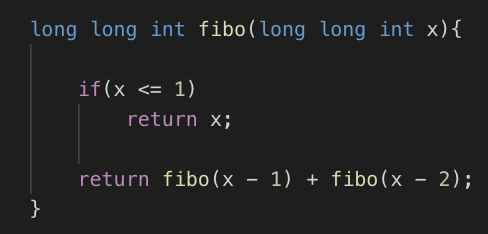 long long int fibo(long long int x){
if(x <= 1)
return x;
return fibo(x - 1) + fibo(x - 2);
}